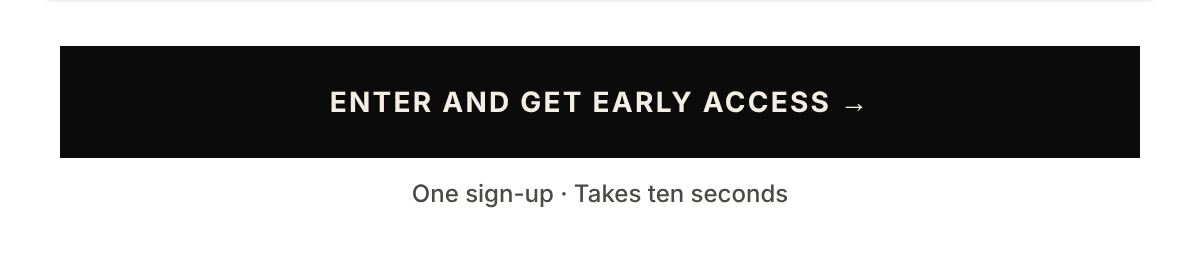 ENTER AND GET EARLY ACCESS →
One sign-up · Takes ten seconds